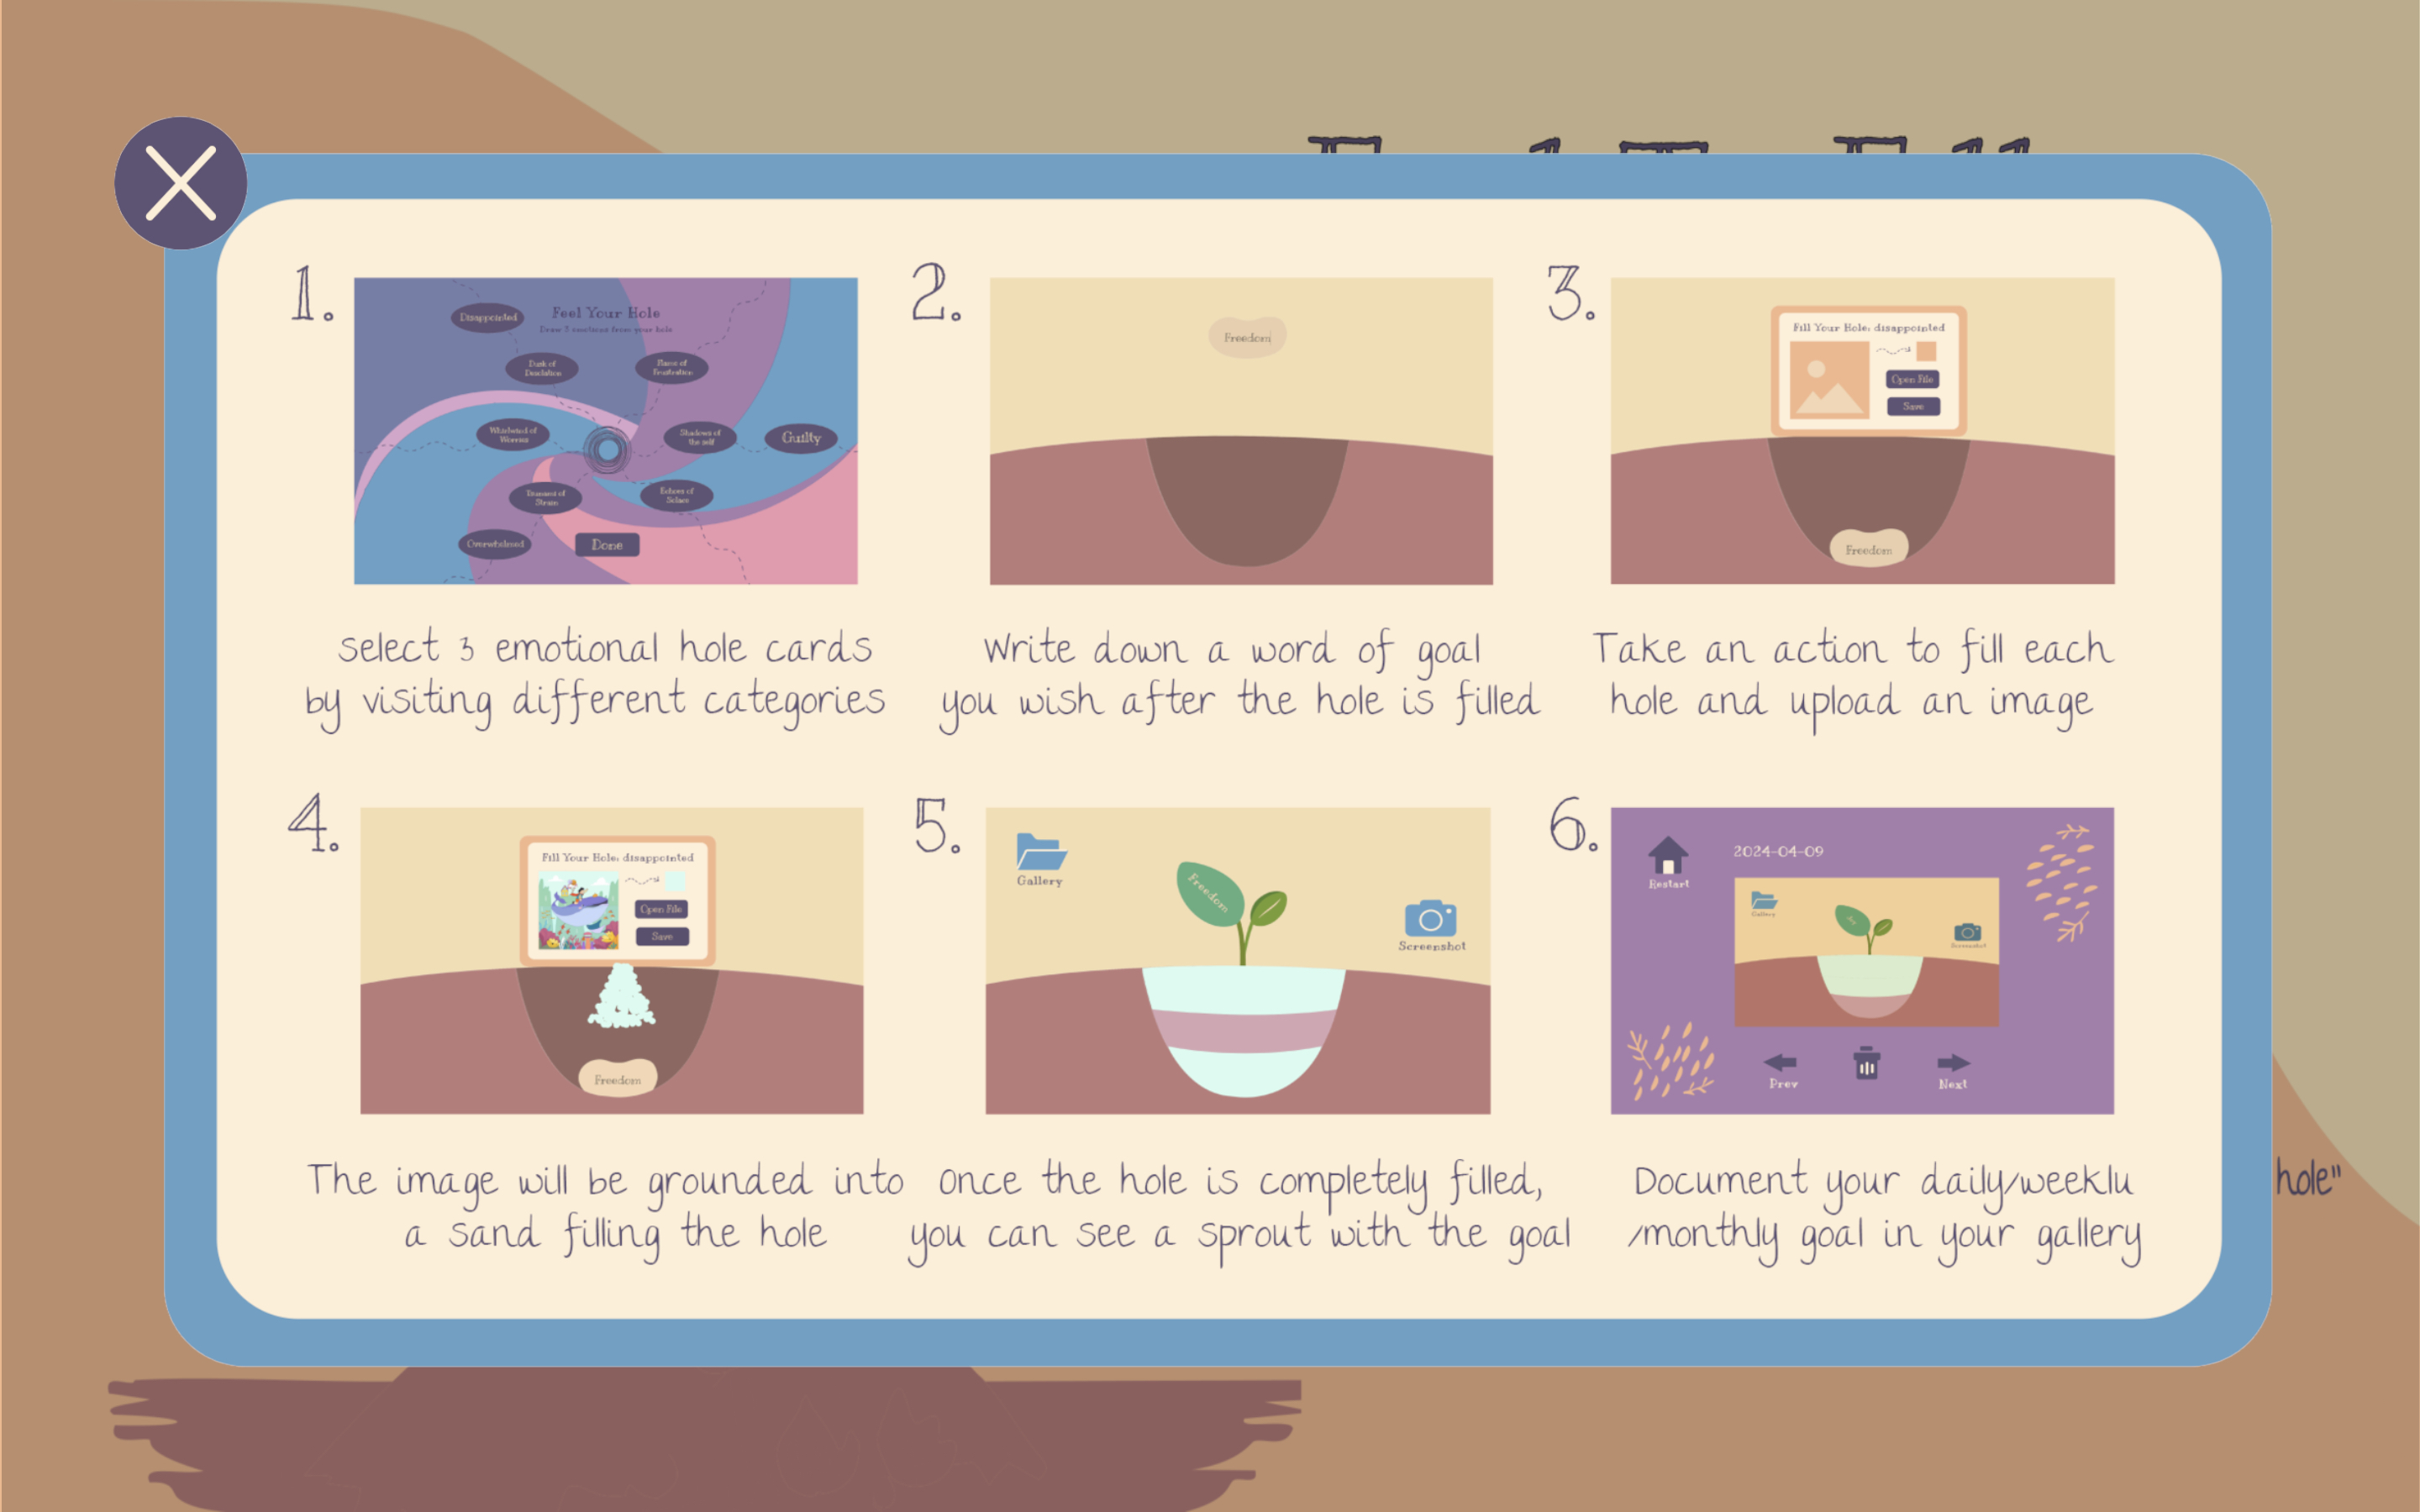 1.
Feel Your Hole
Draw 3 emotions from your hole
Disappointed
Dusk of
Desolation
Flame of
Frustration
Whirlwind of
Worries
Shadows of
the self
Guilty
Echoes of
Solace
Overwhelmed
Done
select 3 emotional hole cards
by visiting different categories
2.
Freedom
Write down a word of goal
you wish after the hole is filled
3.
Fill Your Hole: disappointed
Open File
Save
Freedom
Take an action to fill each
hole and upload an image
4.
Fill Your Hole: disappointed
Open File
Save
Freedom
The image will be grounded into
a sand filling the hole
5.
Gallery
Freedom
Screenshot
Once the hole is completely filled,
you can see a sprout with the goal
6.
Restart
2024-04-09
Gallery
Screenshot
Prev
Next
Document your daily/weeklu
/monthly goal in your gallery
hole"